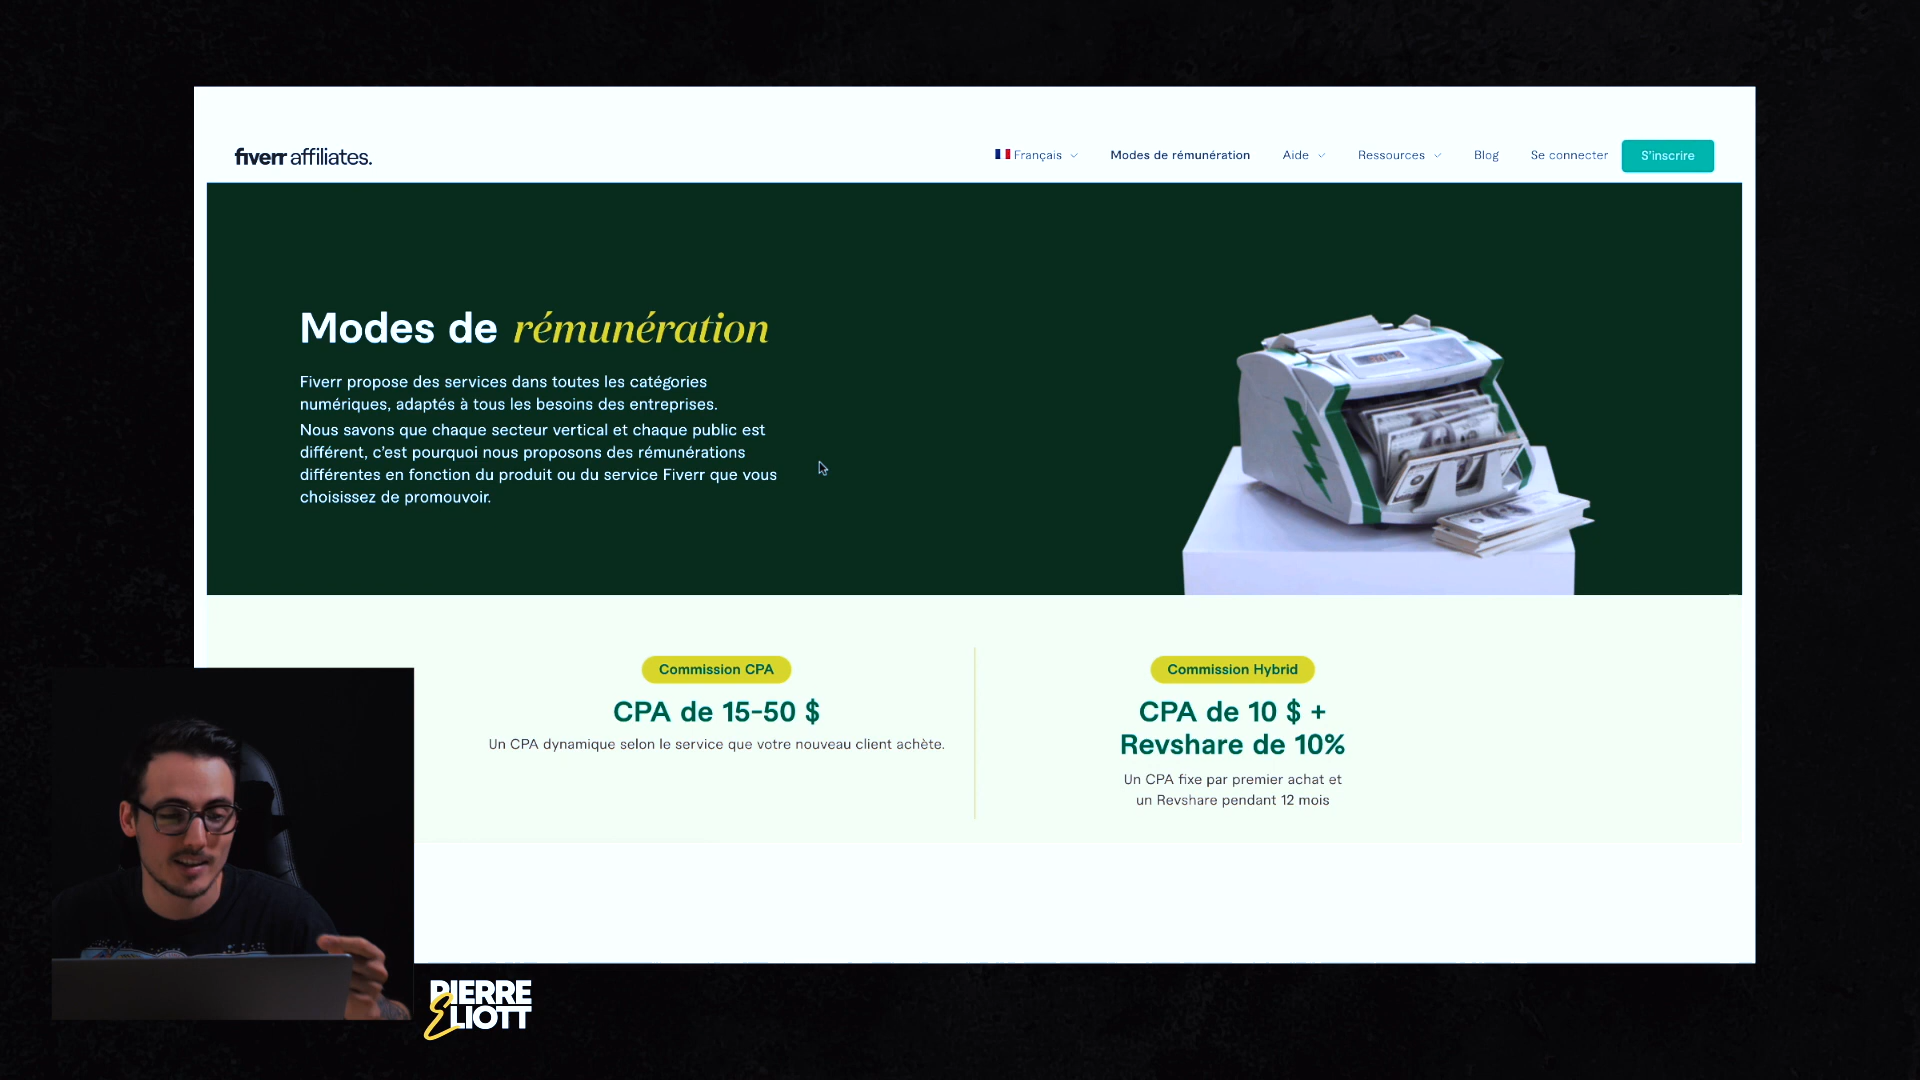 fiverr affiliates.
Français
Modes de rémunération
Aide
Ressources
Blog
Se connecter
S'inscrire
Modes de rémunération
Fiverr propose des services dans toutes les catégories
numériques, adaptés à tous les besoins des entreprises.
Nous savons que chaque secteur vertical et chaque public est
différent, c'est pourquoi nous proposons des rémunérations
différentes en fonction du produit ou du service Fiverr que vous
choisissez de promouvoir.
Commission CPA
CPA de 15-50 $
Un CPA dynamique selon le service que votre nouveau client achète.
Commission Hybrid
CPA de 10 $ +
Revshare de 10%
Un CPA fixe par premier achat et
un Revshare pendant 12 mois
PIERRE
ELIOTT